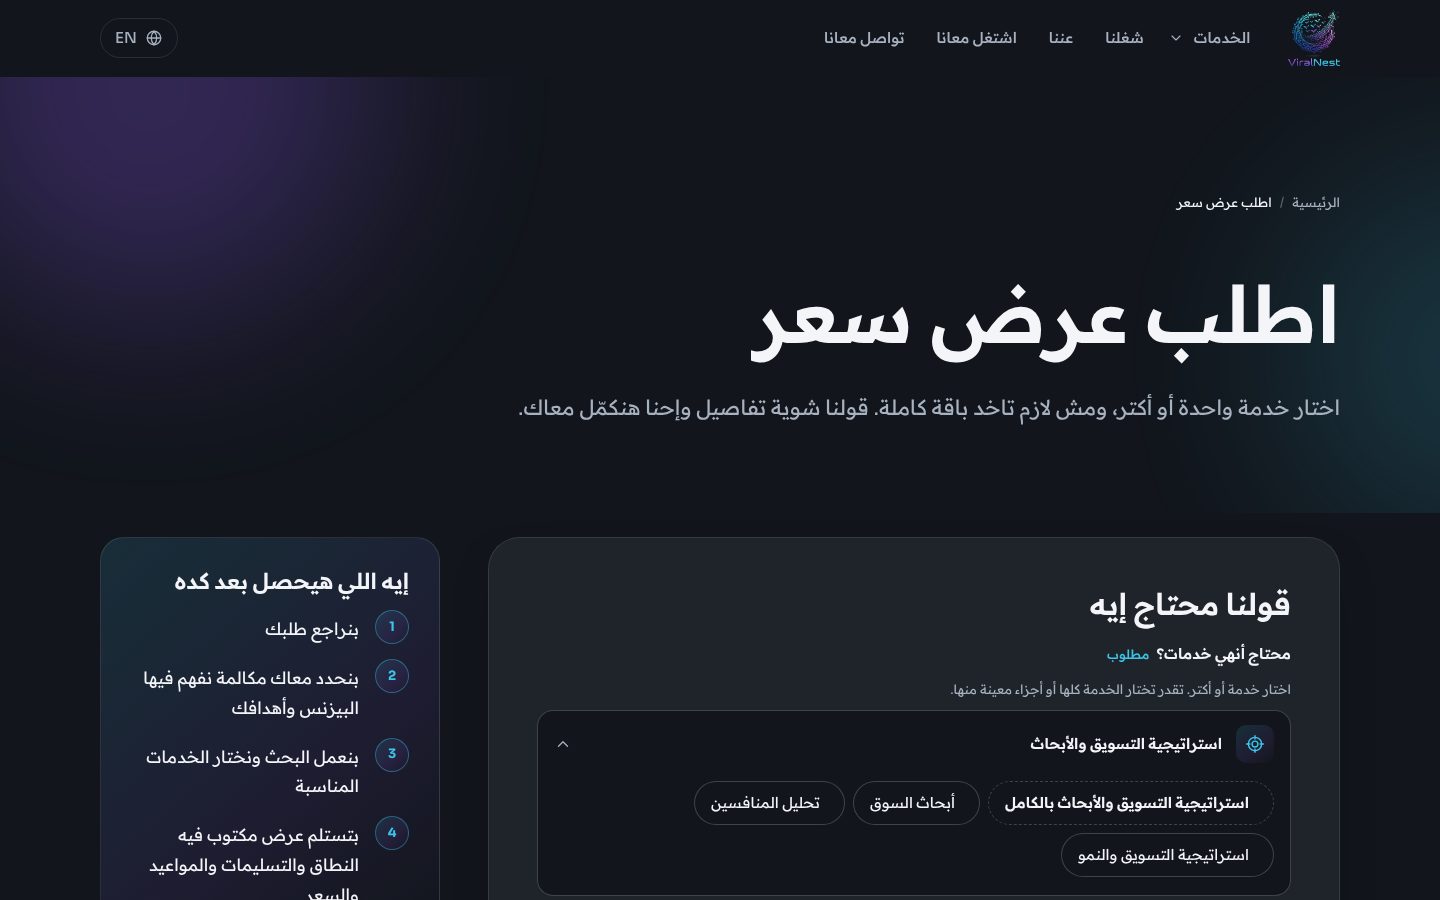 ViralNest
الخدمات
شغلنا
عننا
اشتغل معانا
تواصل معانا
EN
الرئيسية / اطلب عرض سعر
اطلب عرض سعر
اختار خدمة واحدة أو أكتر، ومش لازم تاخد باقة كاملة. قولنا شوية تفاصيل وإحنا هنكمّل معاك.
قولنا محتاج إيه
محتاج أنهي خدمات؟ مطلوب
اختار خدمة أو أكتر. تقدر تختار الخدمة كلها أو أجزاء معينة منها.
استراتيجية التسويق والأبحاث
استراتيجية التسويق والأبحاث بالكامل
أبحاث السوق
تحليل المنافسين
استراتيجية التسويق والنمو
إيه اللي هيحصل بعد كده
1 بنراجع طلبك
2 بنحدد معاك مكالمة نفهم فيها
البيزنس وأهدافك
3 بنعمل البحث ونختار الخدمات
المناسبة
4 بتستلم عرض مكتوب فيه
النطاق والتسليمات والمواعيد
والسعر